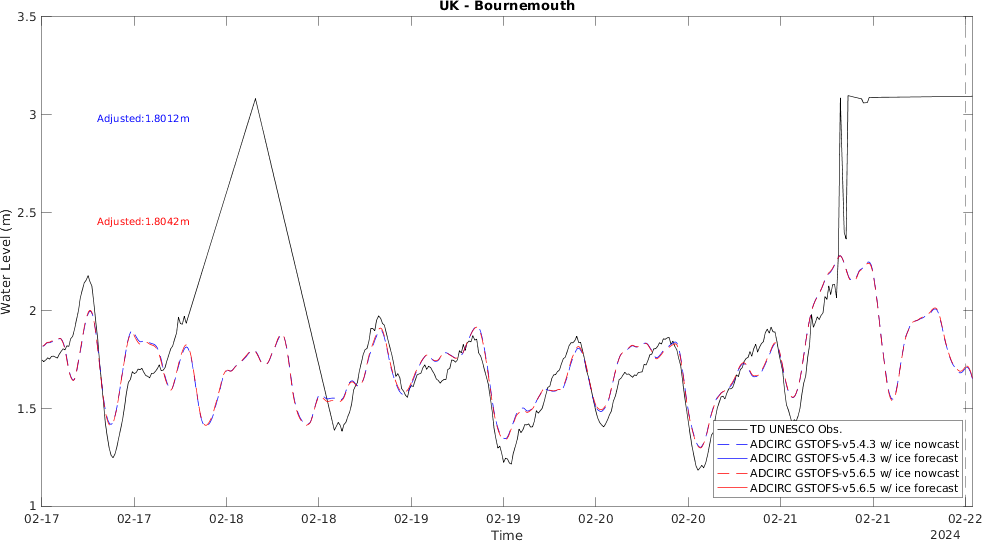 UK - Bournemouth
3.5
3
2.5
2
1.5
1
Water Level (m)
Adjusted:1.8012m
Adjusted:1.8042m
TD UNESCO Obs.
ADCIRC GSTOFS-v5.4.3 w/ ice nowcast
ADCIRC GSTOFS-v5.4.3 w/ ice forecast
ADCIRC GSTOFS-v5.6.5 w/ ice nowcast
ADCIRC GSTOFS-v5.6.5 w/ ice forecast
02-17 02-17 02-18 02-18 02-19 02-19 02-20 02-20 02-21 02-21 02-22
Time
2024